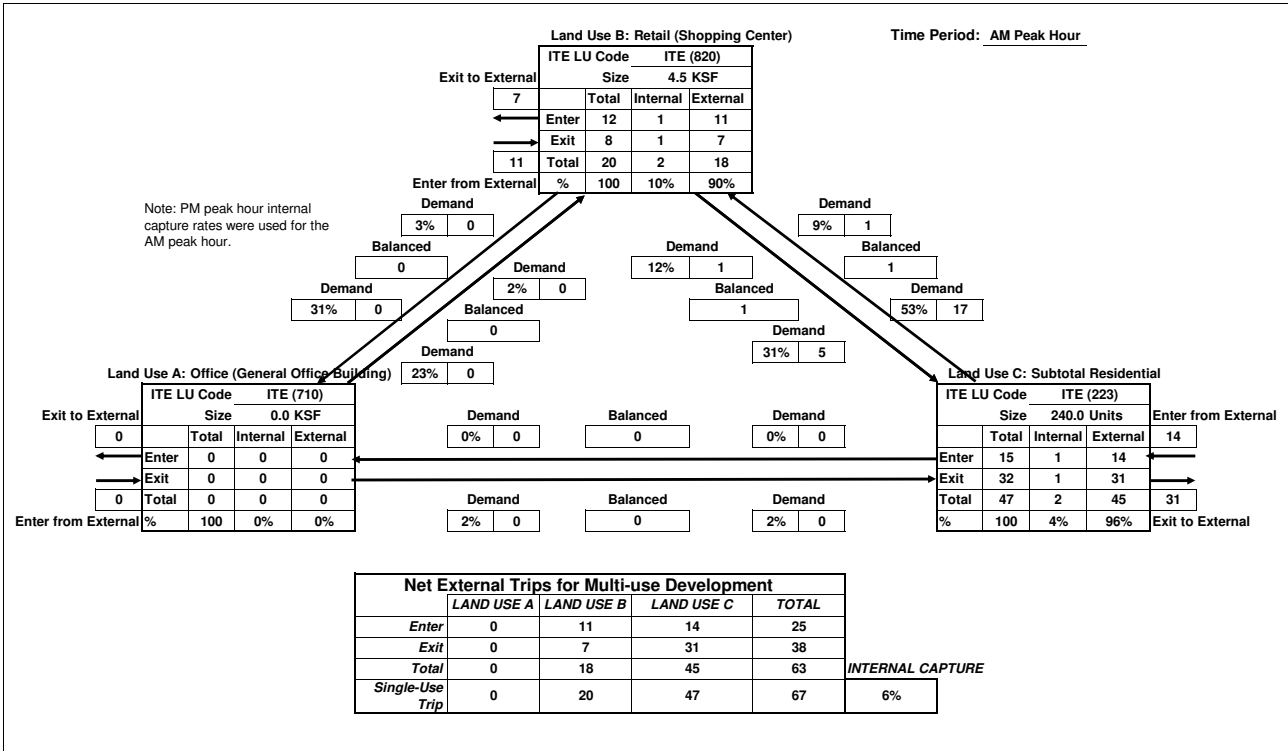 Land Use B: Retail (Shopping Center)
Time Period: AM Peak Hour
ITE LU Code ITE (820)
Exit to External Size 4.5 KSF
7 Total Internal External
Enter 12 1 11
Exit 8 1 7
11 Total 20 2 18
Enter from External % 100 10% 90%
Note: PM peak hour internal
capture rates were used for the
AM peak hour.
Demand
3% 0
Balanced
0
Demand
31% 0
Demand
2% 0
Balanced
0
Demand
23% 0
Demand
12% 1
Balanced
1
Demand
31% 5
Demand
9% 1
Balanced
1
Demand
53% 17
Land Use A: Office (General Office Building)
ITE LU Code ITE (710)
Exit to External Size 0.0 KSF
0 Total Internal External
Enter 0 0 0
Exit 0 0 0
0 Total 0 0 0
Enter from External % 100 0% 0%
Demand Balanced Demand
0% 0 0 0% 0
Demand Balanced Demand
2% 0 0 2% 0
Land Use C: Subtotal Residential
ITE LU Code ITE (223)
Size 240.0 Units Enter from External
Total Internal External 14
Enter 15 1 14
Exit 32 1 31
Total 47 2 45 31
% 100 4% 96% Exit to External
Net External Trips for Multi-use Development
LAND USE A LAND USE B LAND USE C TOTAL
Enter 0 11 14 25
Exit 0 7 31 38
Total 0 18 45 63 INTERNAL CAPTURE
Single-Use
Trip 0 20 47 67 6%